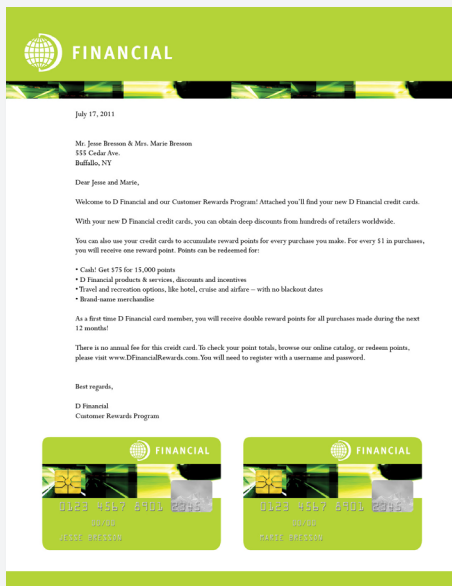 FINANCIAL
July 17, 2011
Mr. Jesse Bresson & Mrs. Marie Bresson
555 Cedar Ave.
Buffallo, NY
Dear Jesse and Marie,
Welcome to D Financial and our Customer Rewards Program! Attached you'll find your new D Financial credit cards.
With your new D Financial credit cards, you can obtain deep discounts from hundreds of retailers worldwide.
You can also use your credit cards to accumulate reward points for every purchase you make. For every $1 in purchases,
you will receive one reward point. Points can be redeemed for:
• Cash! Get $75 for 15,000 points
• D Financial products & services, discounts and incentives
• Travel and recreation options, like hotel, cruise and airfare – with no blackout dates
• Brand-name merchandise
As a first time D Financial card member, you will receive double reward points for all purchases made during the next
12 months!
There is no annual fee for this creidt card. To check your point totals, browse our online catalog, or redeem points,
please visit www.DFinancialRewards.com. You will need to register with a username and password.
Best regards,
D Financial
Customer Rewards Program
FINANCIAL
0123 4567 8901 2345
00/00
JESSE BRESSON
FINANCIAL
0123 4567 8901 2345
00/00
MARIE BRESSON